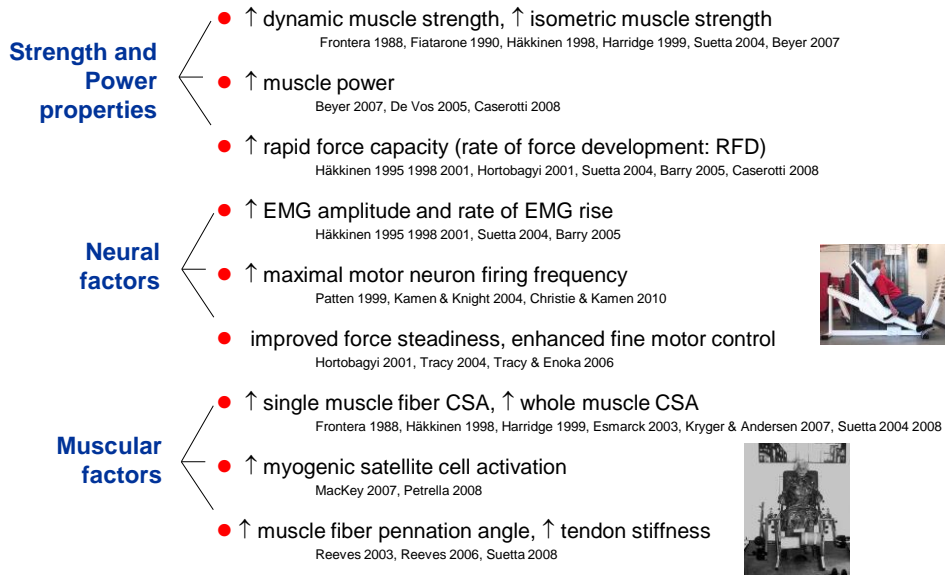 ↑ dynamic muscle strength, ↑ isometric muscle strength
Frontera 1988, Fiatarone 1990, Häkkinen 1998, Harridge 1999, Suetta 2004, Beyer 2007
Strength and
Power
properties
↑ muscle power
Beyer 2007, De Vos 2005, Caserotti 2008
↑ rapid force capacity (rate of force development: RFD)
Häkkinen 1995 1998 2001, Hortobagyi 2001, Suetta 2004, Barry 2005, Caserotti 2008
↑ EMG amplitude and rate of EMG rise
Häkkinen 1995 1998 2001, Suetta 2004, Barry 2005
Neural
factors
↑ maximal motor neuron firing frequency
Patten 1999, Kamen & Knight 2004, Christie & Kamen 2010
improved force steadiness, enhanced fine motor control
Hortobagyi 2001, Tracy 2004, Tracy & Enoka 2006
↑ single muscle fiber CSA, ↑ whole muscle CSA
Frontera 1988, Häkkinen 1998, Harridge 1999, Esmarck 2003, Kryger & Andersen 2007, Suetta 2004 2008
Muscular
factors
↑ myogenic satellite cell activation
MacKey 2007, Petrella 2008
↑ muscle fiber pennation angle, ↑ tendon stiffness
Reeves 2003, Reeves 2006, Suetta 2008